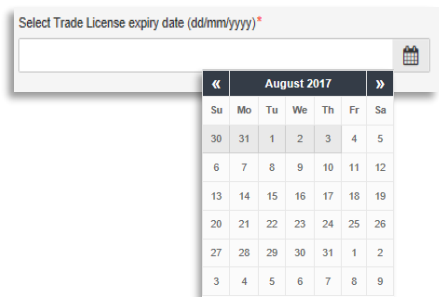 Select Trade License expiry date (dd/mm/yyyy)*
« August 2017 »
Su Mo Tu We Th Fr Sa
30 31 1 2 3 4 5
6 7 8 9 10 11 12
13 14 15 16 17 18 19
20 21 22 23 24 25 26
27 28 29 30 31 1 2
3 4 5 6 7 8 9